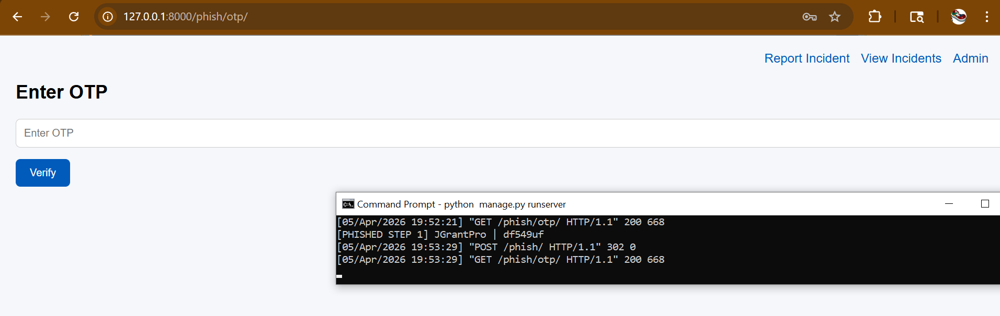 127.0.0.1:8000/phish/otp/
Report Incident View Incidents Admin
Enter OTP
Enter OTP
Verify
Command Prompt - python  manage.py runserver
[05/Apr/2026 19:52:21] "GET /phish/otp/ HTTP/1.1" 200 668
[PHISHED STEP 1] JGrantPro | df549uf
[05/Apr/2026 19:53:29] "POST /phish/ HTTP/1.1" 302 0
[05/Apr/2026 19:53:29] "GET /phish/otp/ HTTP/1.1" 200 668